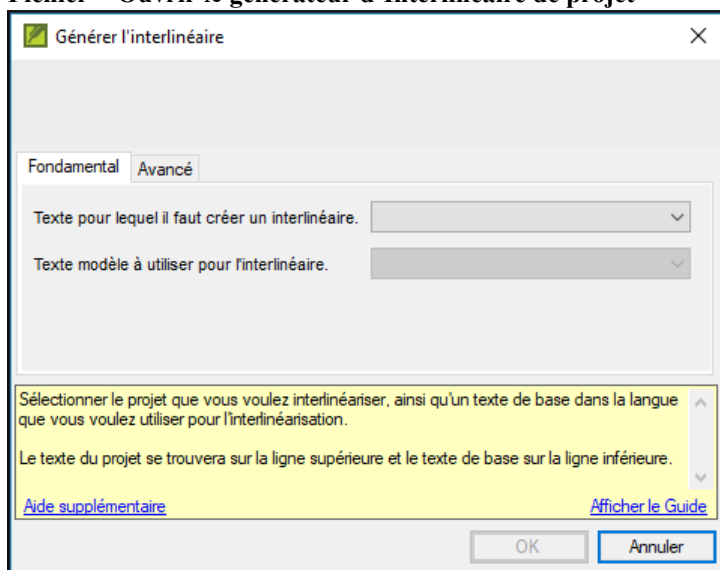 Générer l'interlinéaire
Fondamental
Avancé
Texte pour lequel il faut créer un interlinéaire.
Texte modèle à utiliser pour l'interlinéaire.
Sélectionner le projet que vous voulez interlinéariser, ainsi qu'un texte de base dans la langue
que vous voulez utiliser pour l'interlinéarisation.
Le texte du projet se trouvera sur la ligne supérieure et le texte de base sur la ligne inférieure.
Aide supplémentaire
Afficher le Guide
OK
Annuler